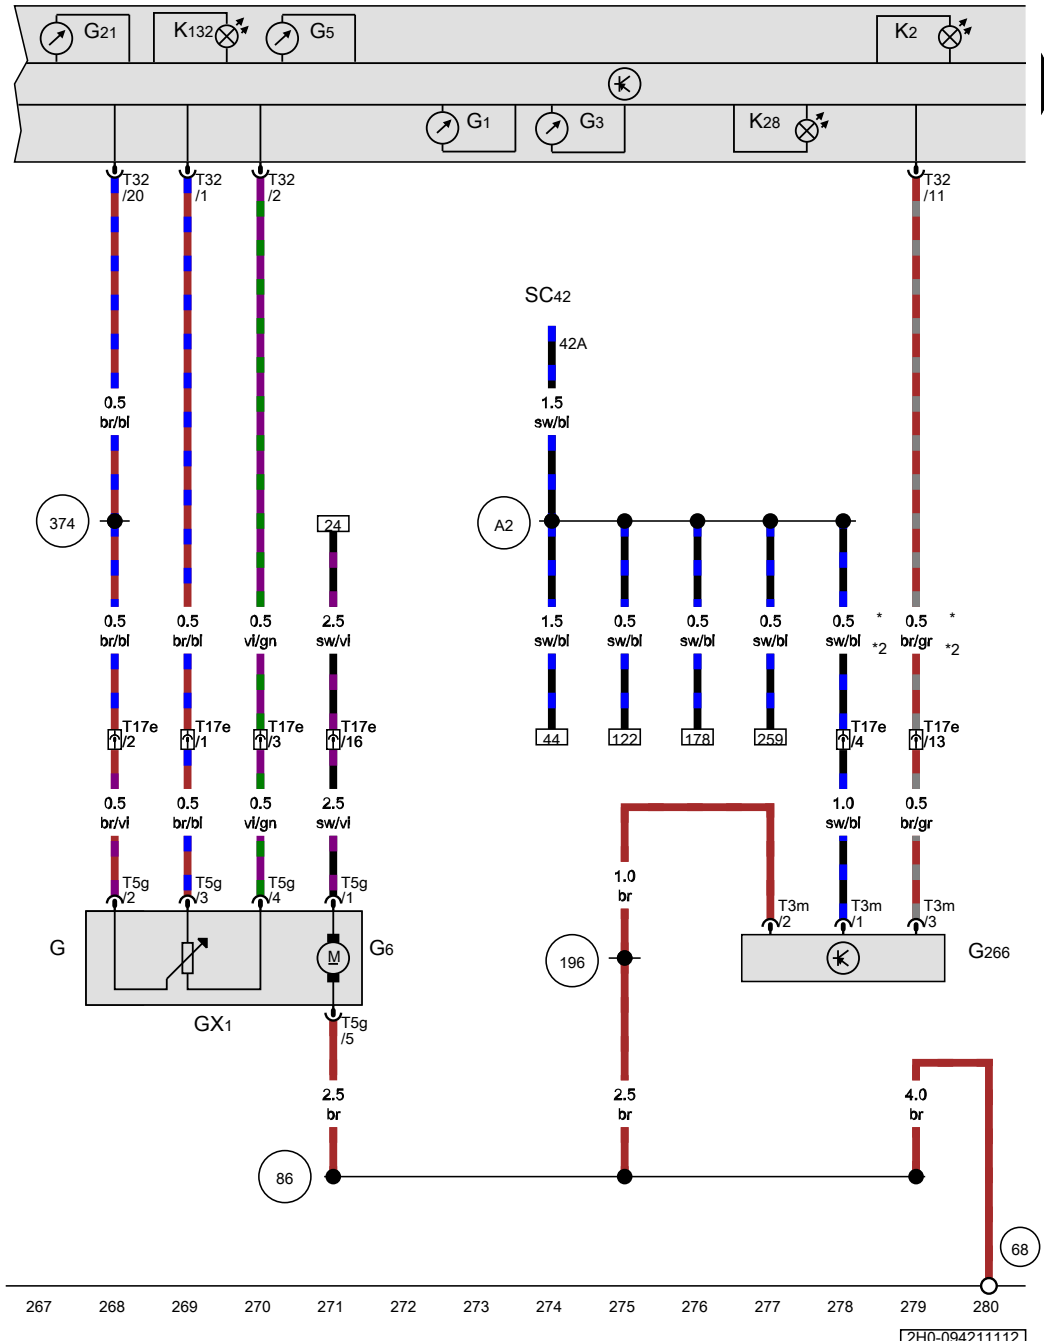 G21 K132 G5 K2
G1 G3 K28
T32 T32 T32 T32
/20 /1 /2 /11
SC42
42A
0.5 1.5
br/bl sw/bl
374 24 A2
0.5 0.5 0.5 2.5 1.5 0.5 0.5 0.5 0.5 * 0.5 *
br/bl br/bl vi/gn sw/vi sw/bl sw/bl sw/bl sw/bl sw/bl *2 br/gr *2
T17e T17e T17e T17e T17e T17e
/2 /1 /3 /16 44 122 178 259 /4 /13
0.5 0.5 0.5 2.5 1.0 0.5
br/vi br/bl vi/gn sw/vi sw/bl br/gr
1.0
br
T5g T5g T5g T5g
/2 /3 /4 /1
T3m T3m T3m
/2 /1 /3
G M G6 196 G266
GX1
T5g
/5
2.5 2.5 4.0
br br br
86
68
267 268 269 270 271 272 273 274 275 276 277 278 279 280
2H0-094211112